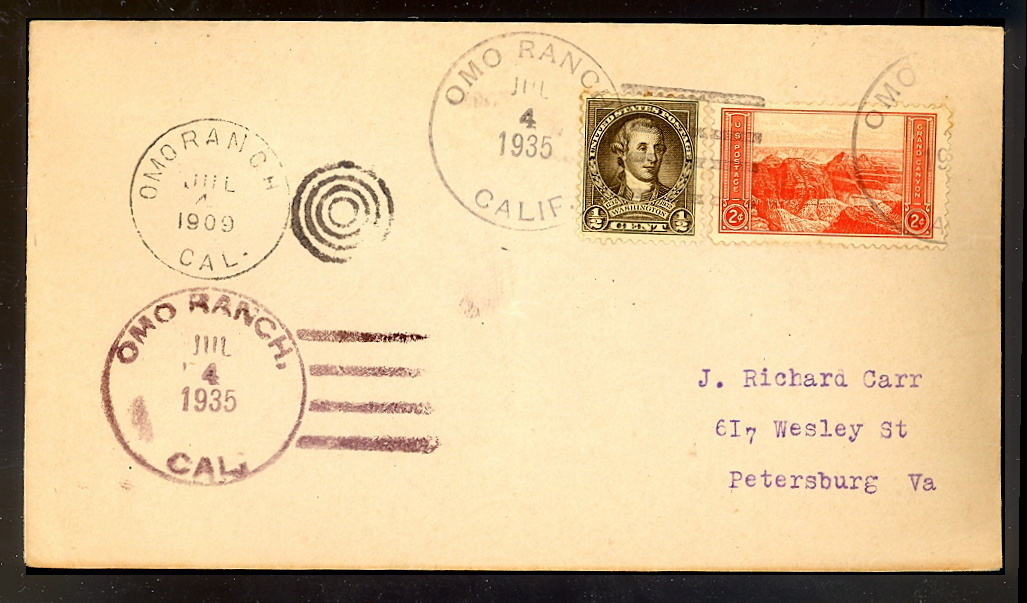 OMO RANCH
JUL
4
1935
CALIF.
OMO
UNITED STATES POSTAGE
WASHINGTON
½ CENT ½
U.S. POSTAGE
GRAND CANYON
2¢ 2¢
OMO RANCH
JUL
1909
CAL.
OMO RANCH,
JUL
4
1935
CAL.
J. Richard Carr
617 Wesley St
Petersburg Va